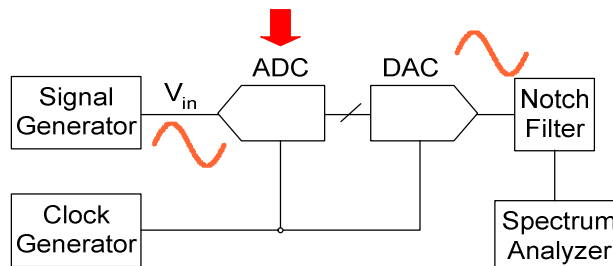 ADC
DAC
Signal
Generator
Vin
Notch
Filter
Clock
Generator
Spectrum
Analyzer